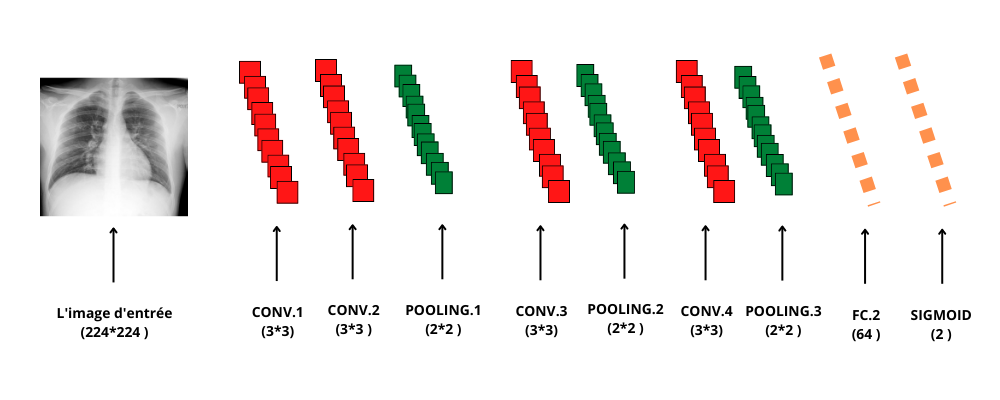 L'image d'entrée
(224*224 )
CONV.1
(3*3)
CONV.2
(3*3 )
POOLING.1
(2*2 )
CONV.3
(3*3)
POOLING.2
(2*2 )
CONV.4
(3*3)
POOLING.3
(2*2 )
FC.2
(64 )
SIGMOID
(2 )